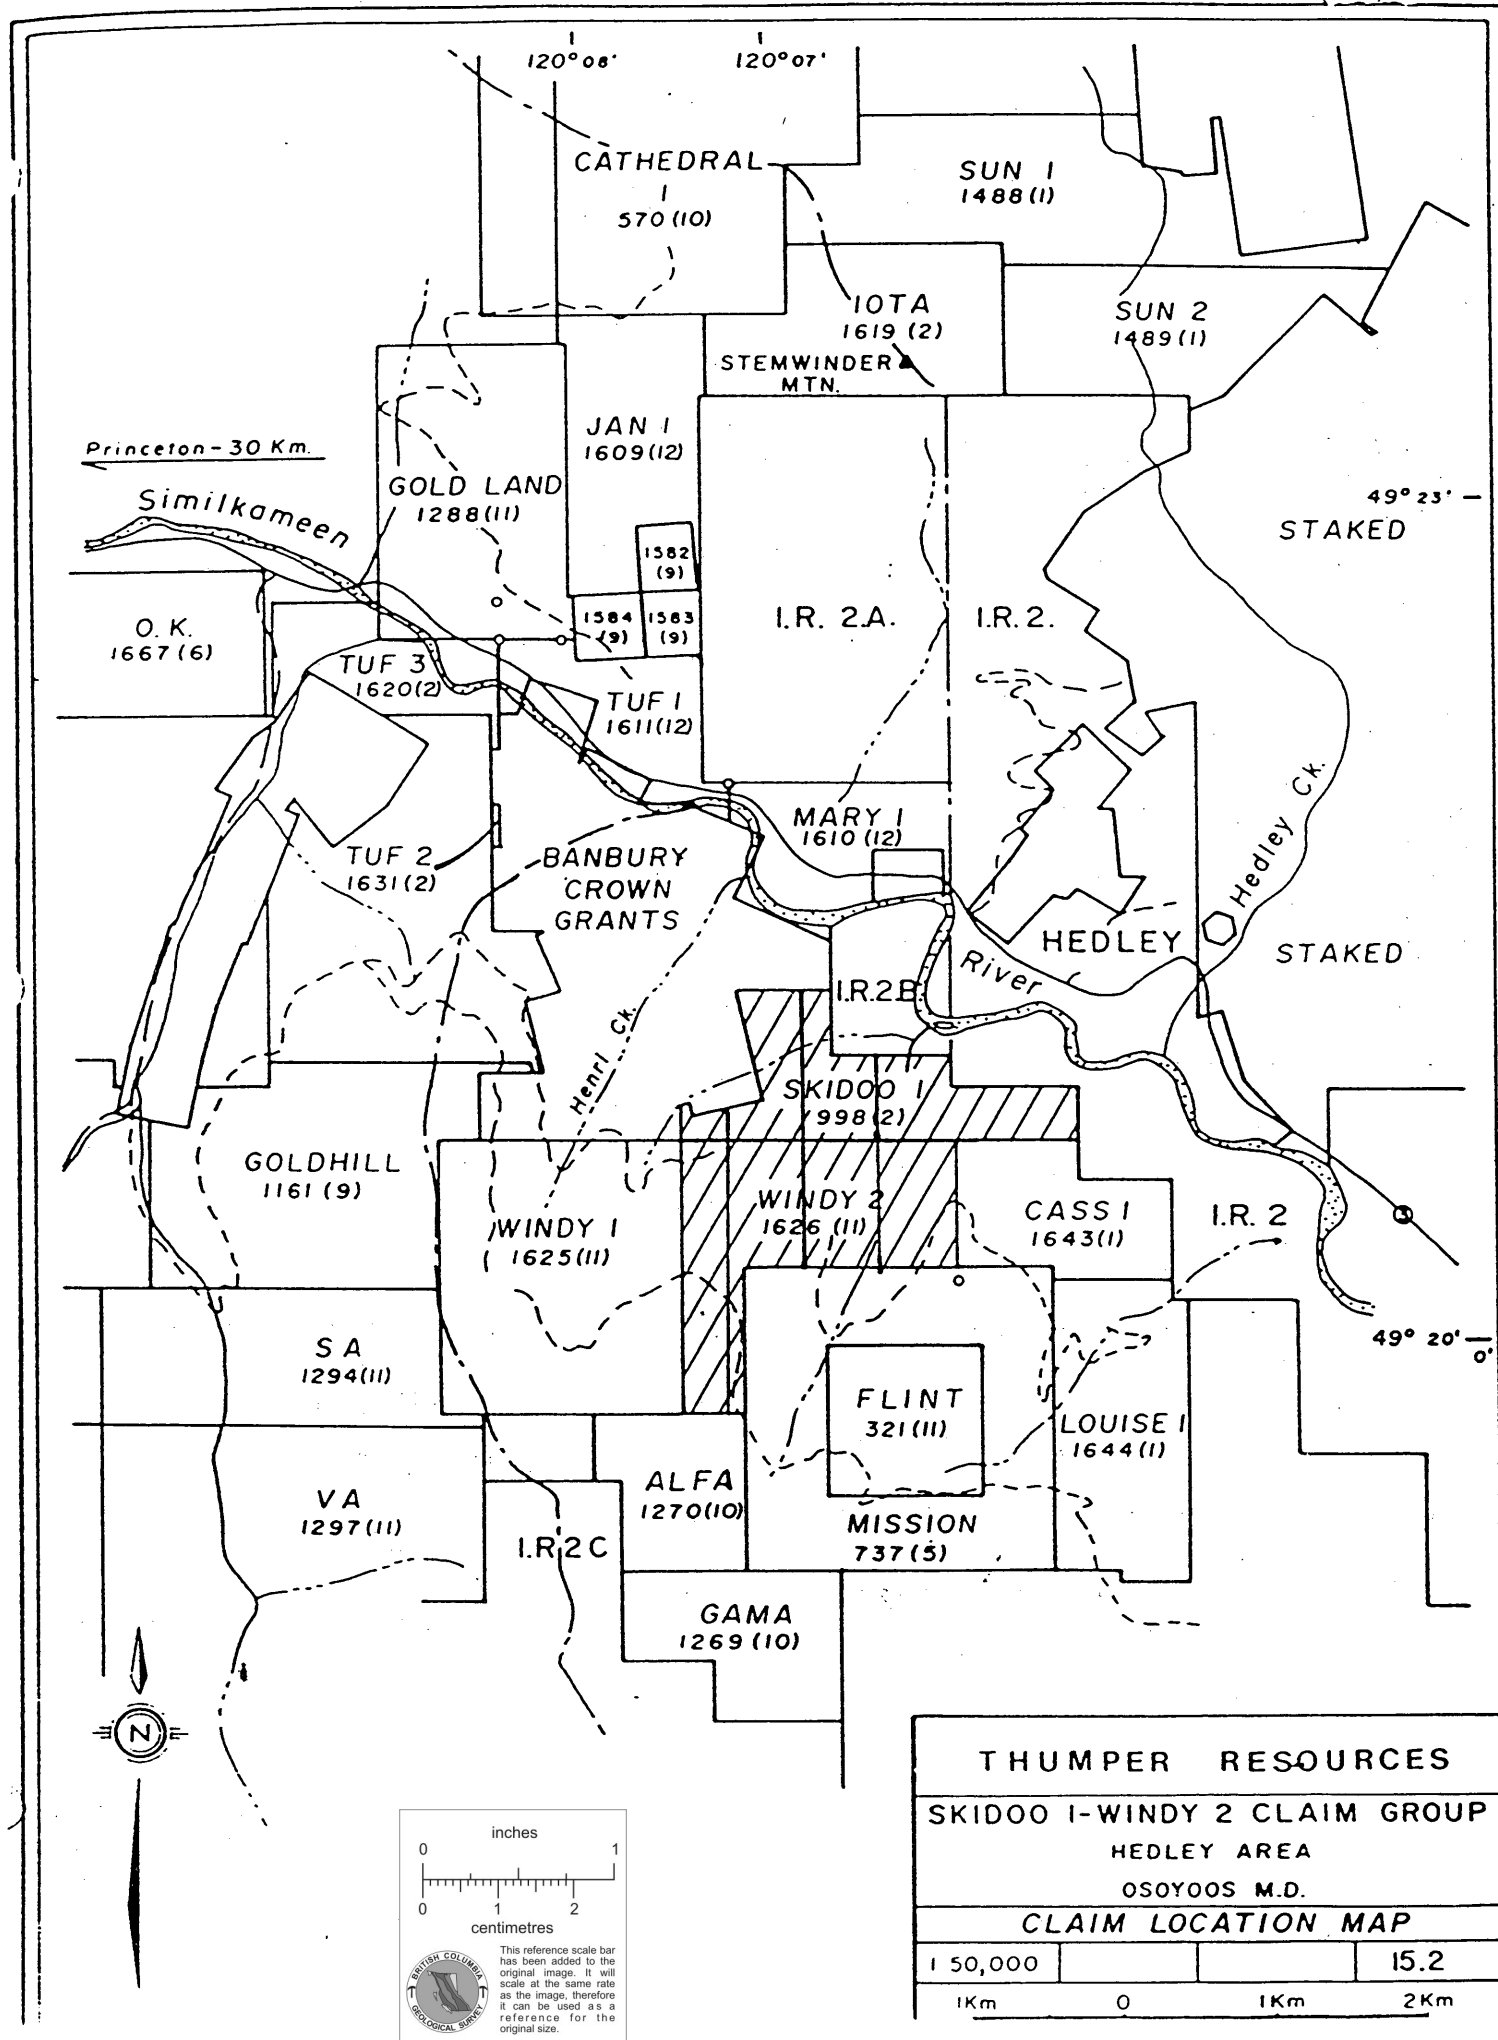 120° 08'
120° 07'
CATHEDRAL
1
570 (10)
SUN 1
1488 (1)
IOTA
1619 (2)
SUN 2
1489 (1)
STEMWINDER
MTN.
JAN 1
1609 (12)
Princeton - 30 Km.
GOLD LAND
1288 (11)
Similkameen
49° 23'
STAKED
1582
(9)
1584
(9)
1583
(9)
I.R. 2.A.
I.R. 2.
O. K.
1667 (6)
TUF 3
1620 (2)
TUF 1
1611 (12)
MARY 1
1610 (12)
TUF 2
1631 (2)
BANBURY
CROWN
GRANTS
Hedley Ck.
HEDLEY
STAKED
River
I.R.2.B
Henri Ck.
SKIDOO 1
998 (2)
GOLDHILL
1161 (9)
WINDY 1
1625 (11)
WINDY 2
1626 (11)
CASS 1
1643 (1)
I.R. 2
3
49° 20'
0'
S A
1294 (11)
FLINT
321 (11)
LOUISE 1
1644 (1)
V A
1297 (11)
ALFA
1270 (10)
I.R.2 C
MISSION
737 (5)
GAMA
1269 (10)
N
THUMPER RESOURCES
SKIDOO 1-WINDY 2 CLAIM GROUP
HEDLEY AREA
OSOYOOS M.D.
CLAIM LOCATION MAP
1 50,000
15.2
1Km 0 1Km 2Km
inches
0 1
0 1 2
centimetres
This reference scale bar
has been added to the
original image. It will
scale at the same rate
as the image, therefore
it can be used as a
reference for the
original size.
BRITISH COLUMBIA
GEOLOGICAL SURVEY